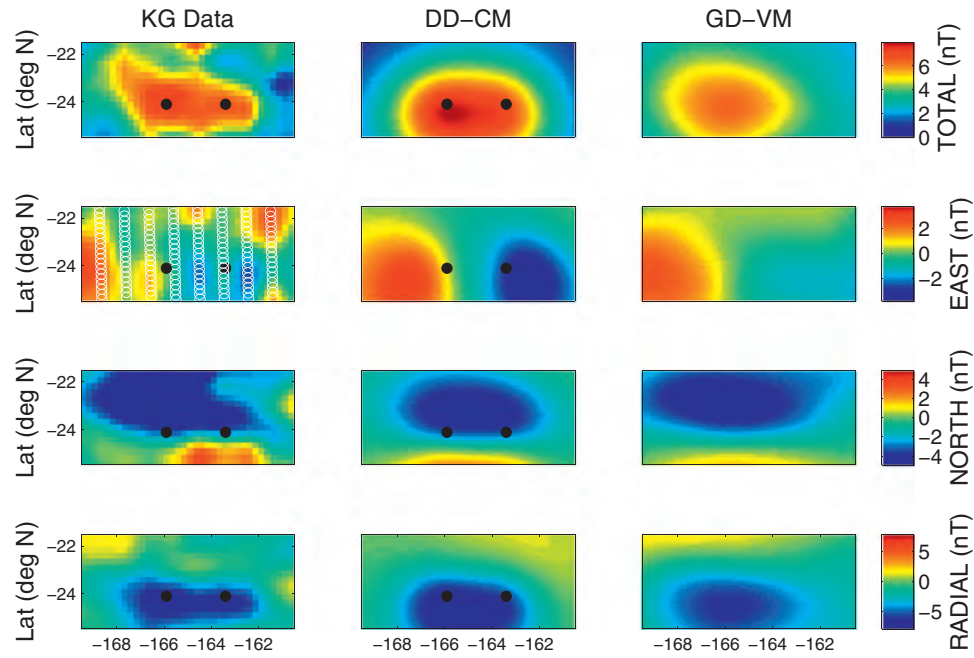 KG Data DD−CM GD−VM
Lat (deg N) −22 −24 6 4 2 0 TOTAL (nT)
Lat (deg N) −22 −24 2 0 −2 EAST (nT)
Lat (deg N) −22 −24 4 2 0 −2 −4 NORTH (nT)
Lat (deg N) −22 −24 5 0 −5 RADIAL (nT)
−168 −166 −164 −162 −168 −166 −164 −162 −168 −166 −164 −162